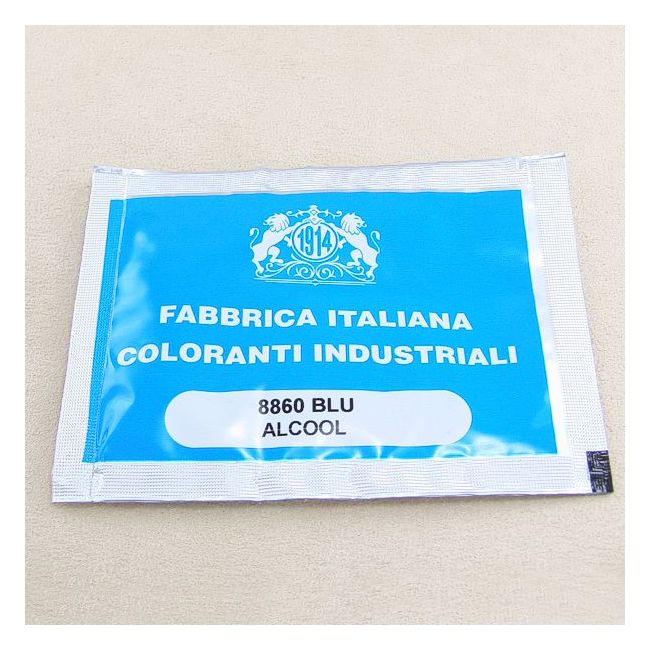 1914
FABBRICA ITALIANA
COLORANTI INDUSTRIALI
8860 BLU
ALCOOL